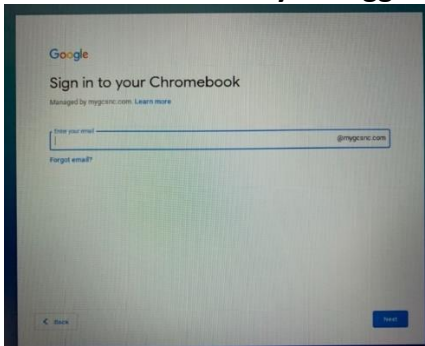 Google
Sign in to your Chromebook
Managed by mygcsnc.com. Learn more
Enter your email
@mygcsnc.com
Forgot email?
Back
Next